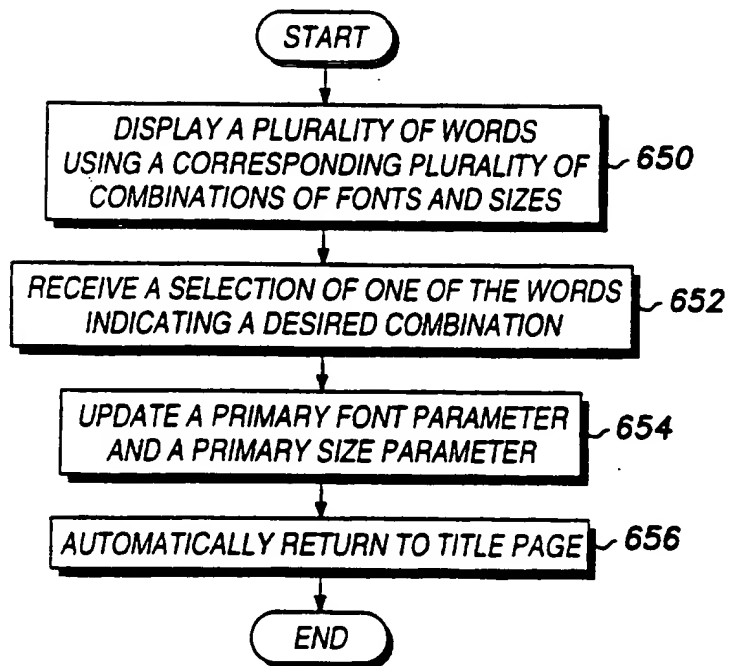 START
DISPLAY A PLURALITY OF WORDS
USING A CORRESPONDING PLURALITY OF
COMBINATIONS OF FONTS AND SIZES
650
RECEIVE A SELECTION OF ONE OF THE WORDS
INDICATING A DESIRED COMBINATION
652
UPDATE A PRIMARY FONT PARAMETER
AND A PRIMARY SIZE PARAMETER
654
AUTOMATICALLY RETURN TO TITLE PAGE
656
END